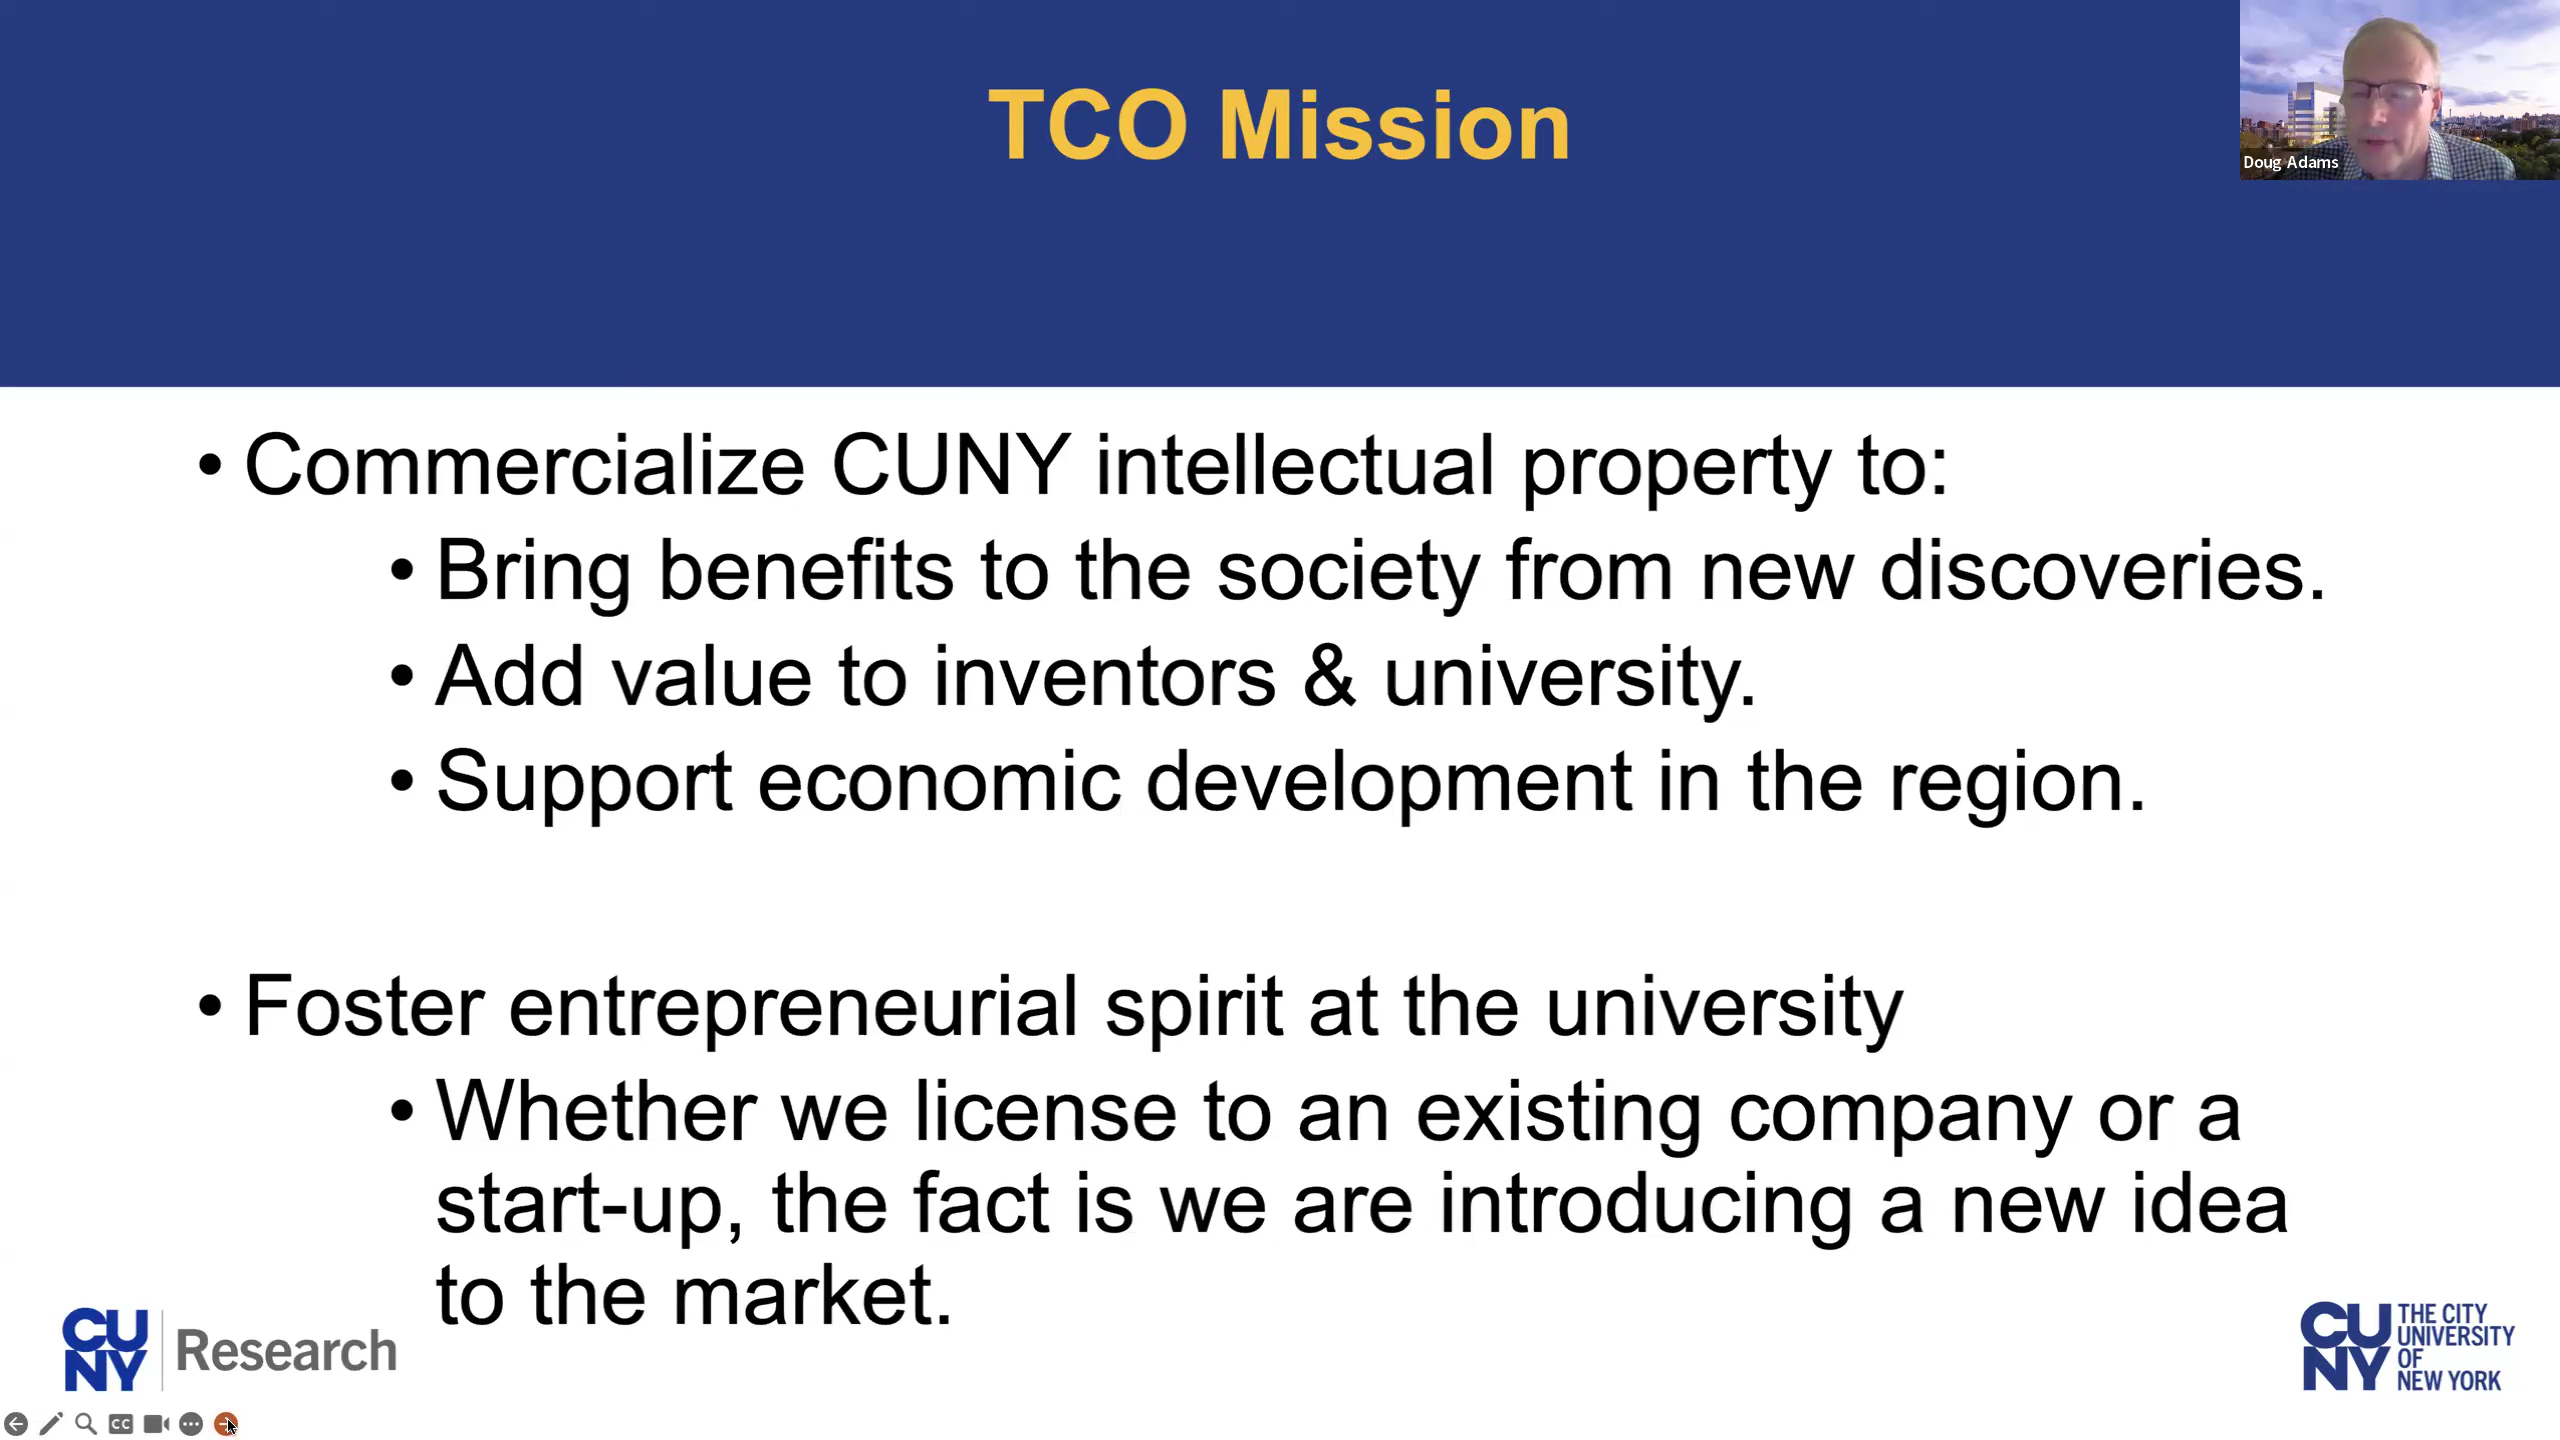 TCO Mission
Doug Adams
• Commercialize CUNY intellectual property to:
• Bring benefits to the society from new discoveries.
• Add value to inventors & university.
• Support economic development in the region.
• Foster entrepreneurial spirit at the university
• Whether we license to an existing company or a
start-up, the fact is we are introducing a new idea
to the market.
CU
NY
Research
CU
NY
THE CITY
UNIVERSITY
OF
NEW YORK
CC